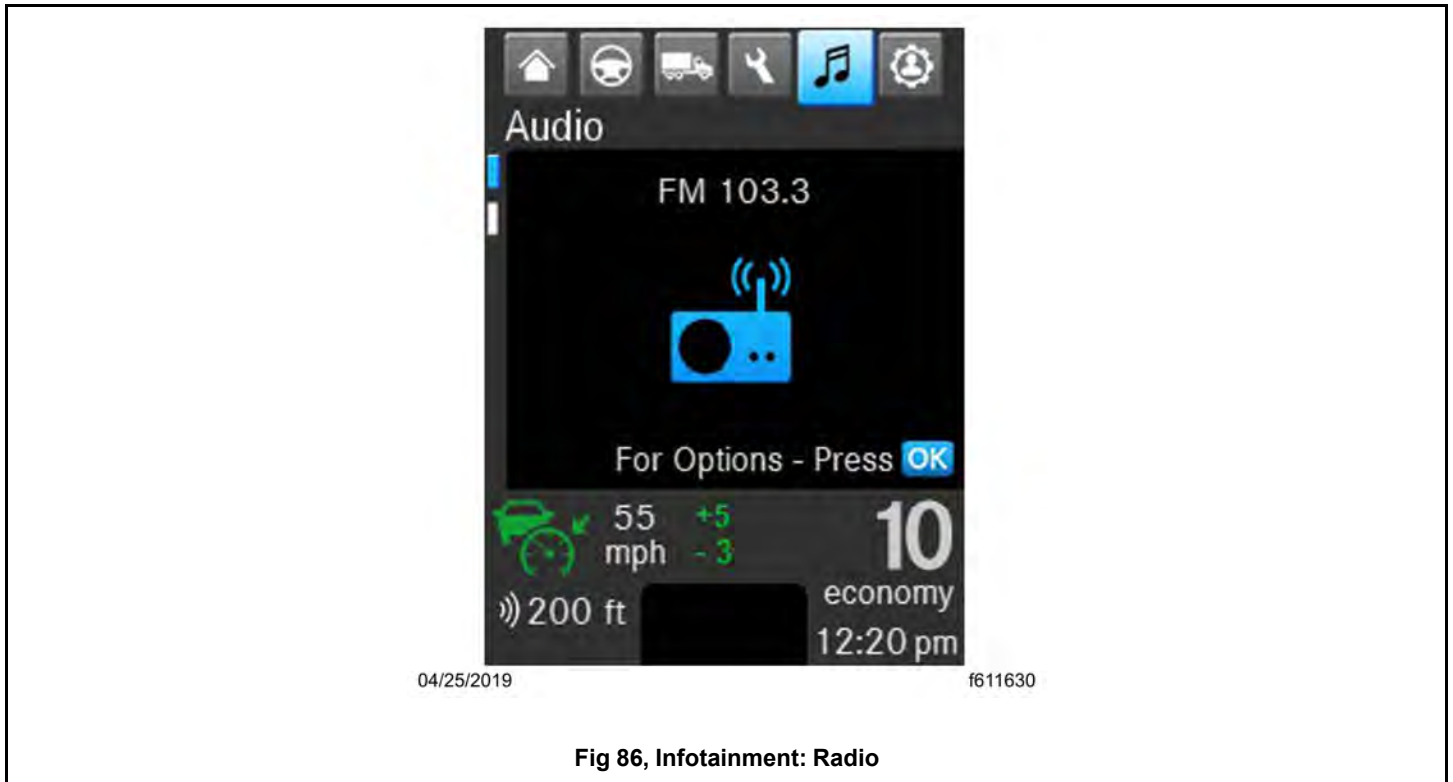 Audio
FM 103.3
For Options - Press OK
55 +5
mph - 3
10
economy
200 ft
12:20 pm
04/25/2019 f611630
Fig 86, Infotainment: Radio